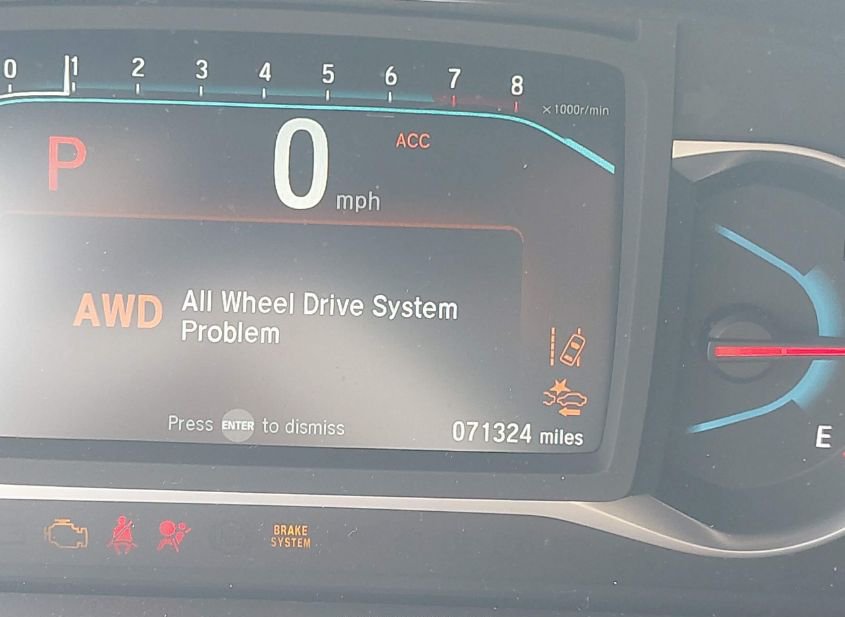 0 1 2 3 4 5 6 7 8
x1000r/min
P 0 mph ACC
AWD All Wheel Drive System
Problem
Press ENTER to dismiss
071324 miles
E
BRAKE
SYSTEM